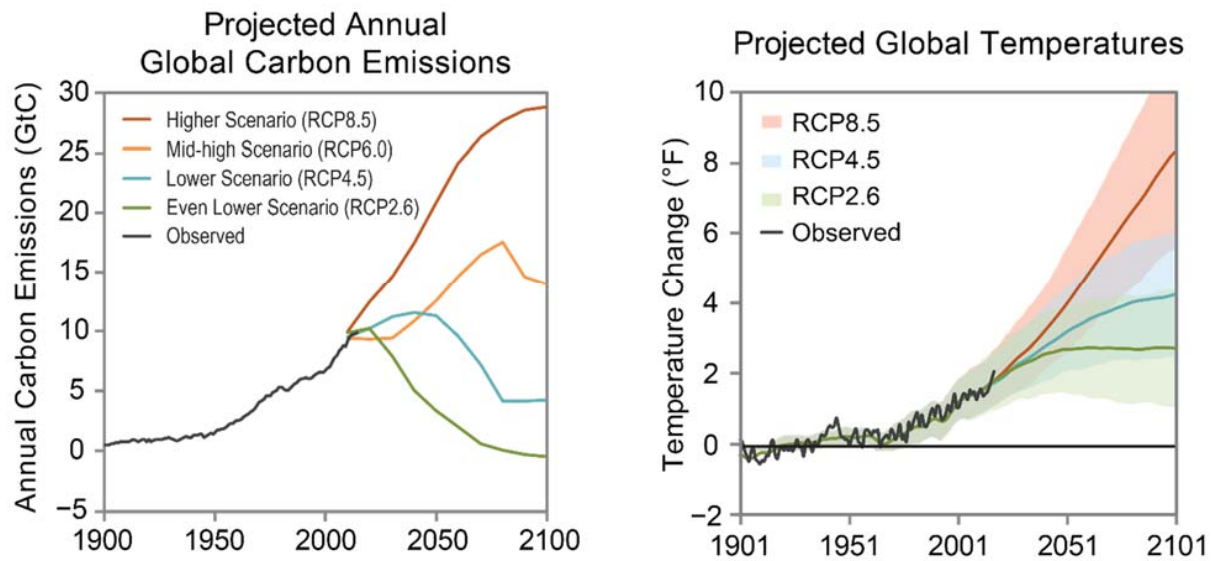 Projected Annual
Global Carbon Emissions
Annual Carbon Emissions (GtC)
30
25
20
15
10
5
0
−5
Higher Scenario (RCP8.5)
Mid-high Scenario (RCP6.0)
Lower Scenario (RCP4.5)
Even Lower Scenario (RCP2.6)
Observed
1900 1950 2000 2050 2100
Projected Global Temperatures
Temperature Change (°F)
10
8
6
4
2
0
−2
RCP8.5
RCP4.5
RCP2.6
Observed
1901 1951 2001 2051 2101